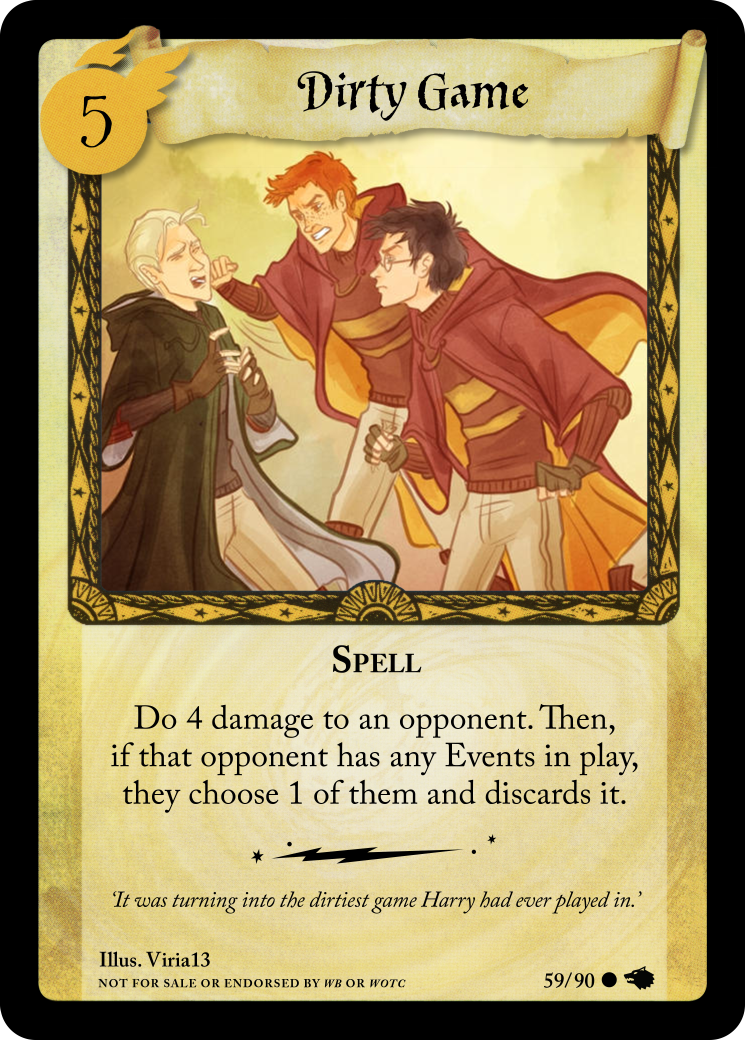 5
Dirty Game
Spell
Do 4 damage to an opponent. Then,
if that opponent has any Events in play,
they choose 1 of them and discards it.
‘It was turning into the dirtiest game Harry had ever played in.’
Illus. Viria13
NOT FOR SALE OR ENDORSED BY WB OR WOTC
59/90